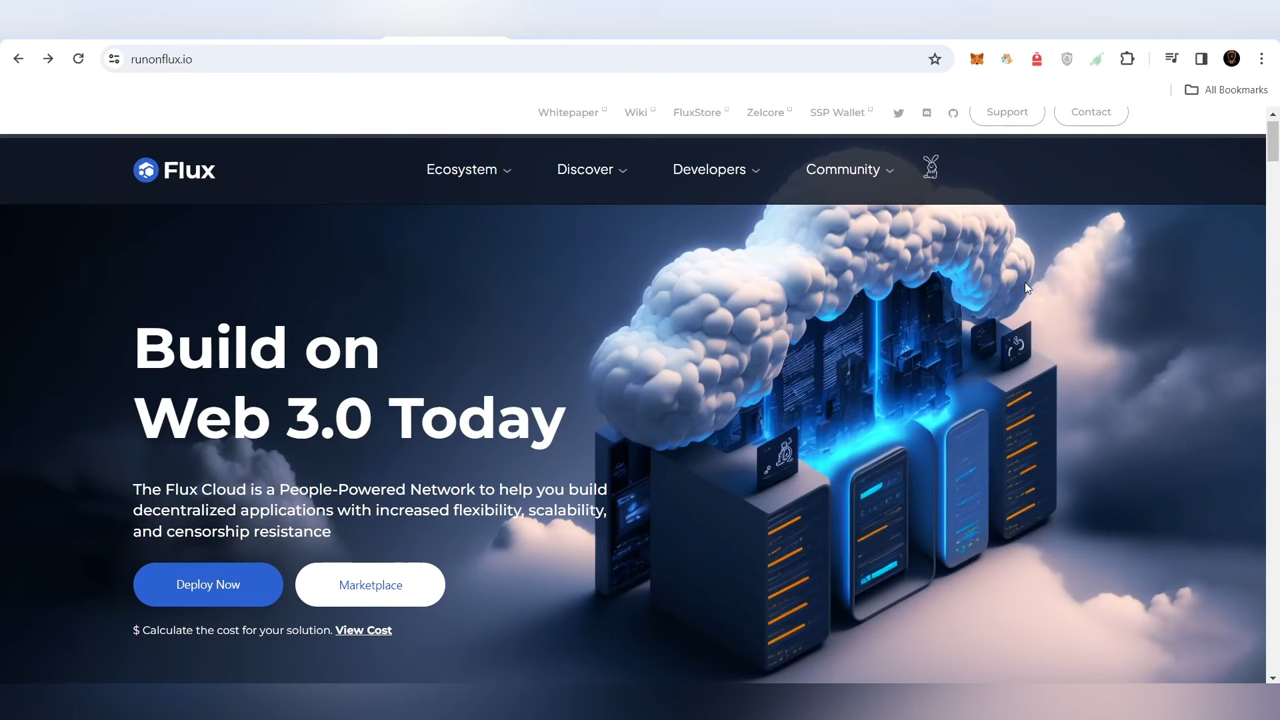 runonflux.io
All Bookmarks
Whitepaper Wiki FluxStore Zelcore SSP Wallet Support Contact
Flux Ecosystem Discover Developers Community
Build on
Web 3.0 Today
The Flux Cloud is a People-Powered Network to help you build
decentralized applications with increased flexibility, scalability,
and censorship resistance
Deploy Now Marketplace
$ Calculate the cost for your solution. View Cost